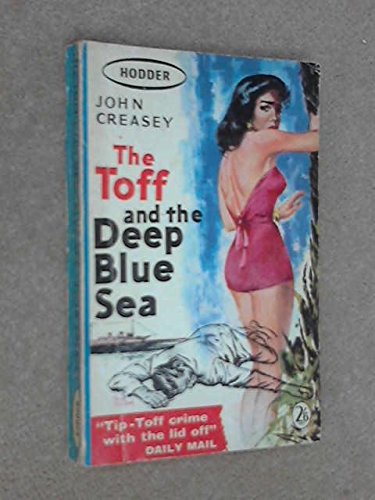 HODDER
JOHN
CREASEY
The
Toff
and the
Deep
Blue
Sea
2/6
"Tip-Toff crime
with the lid off"
DAILY MAIL